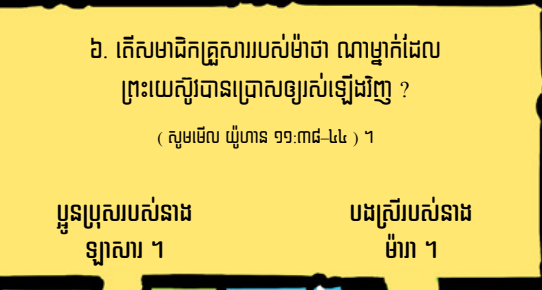 ៦. តើសមាជិកគ្រួសាររបស់ម៉ាថា ណាម្នាក់ដែល
ព្រះយេស៊ូវបានប្រោសឲ្យរស់ឡើងវិញ ?
( សូមមើល យ៉ូហាន ១១:៣៨–៤៤ ) ។
ប្អូនប្រុសរបស់នាង
ឡាសារ ។
បងស្រីរបស់នាង
ម៉ារា ។